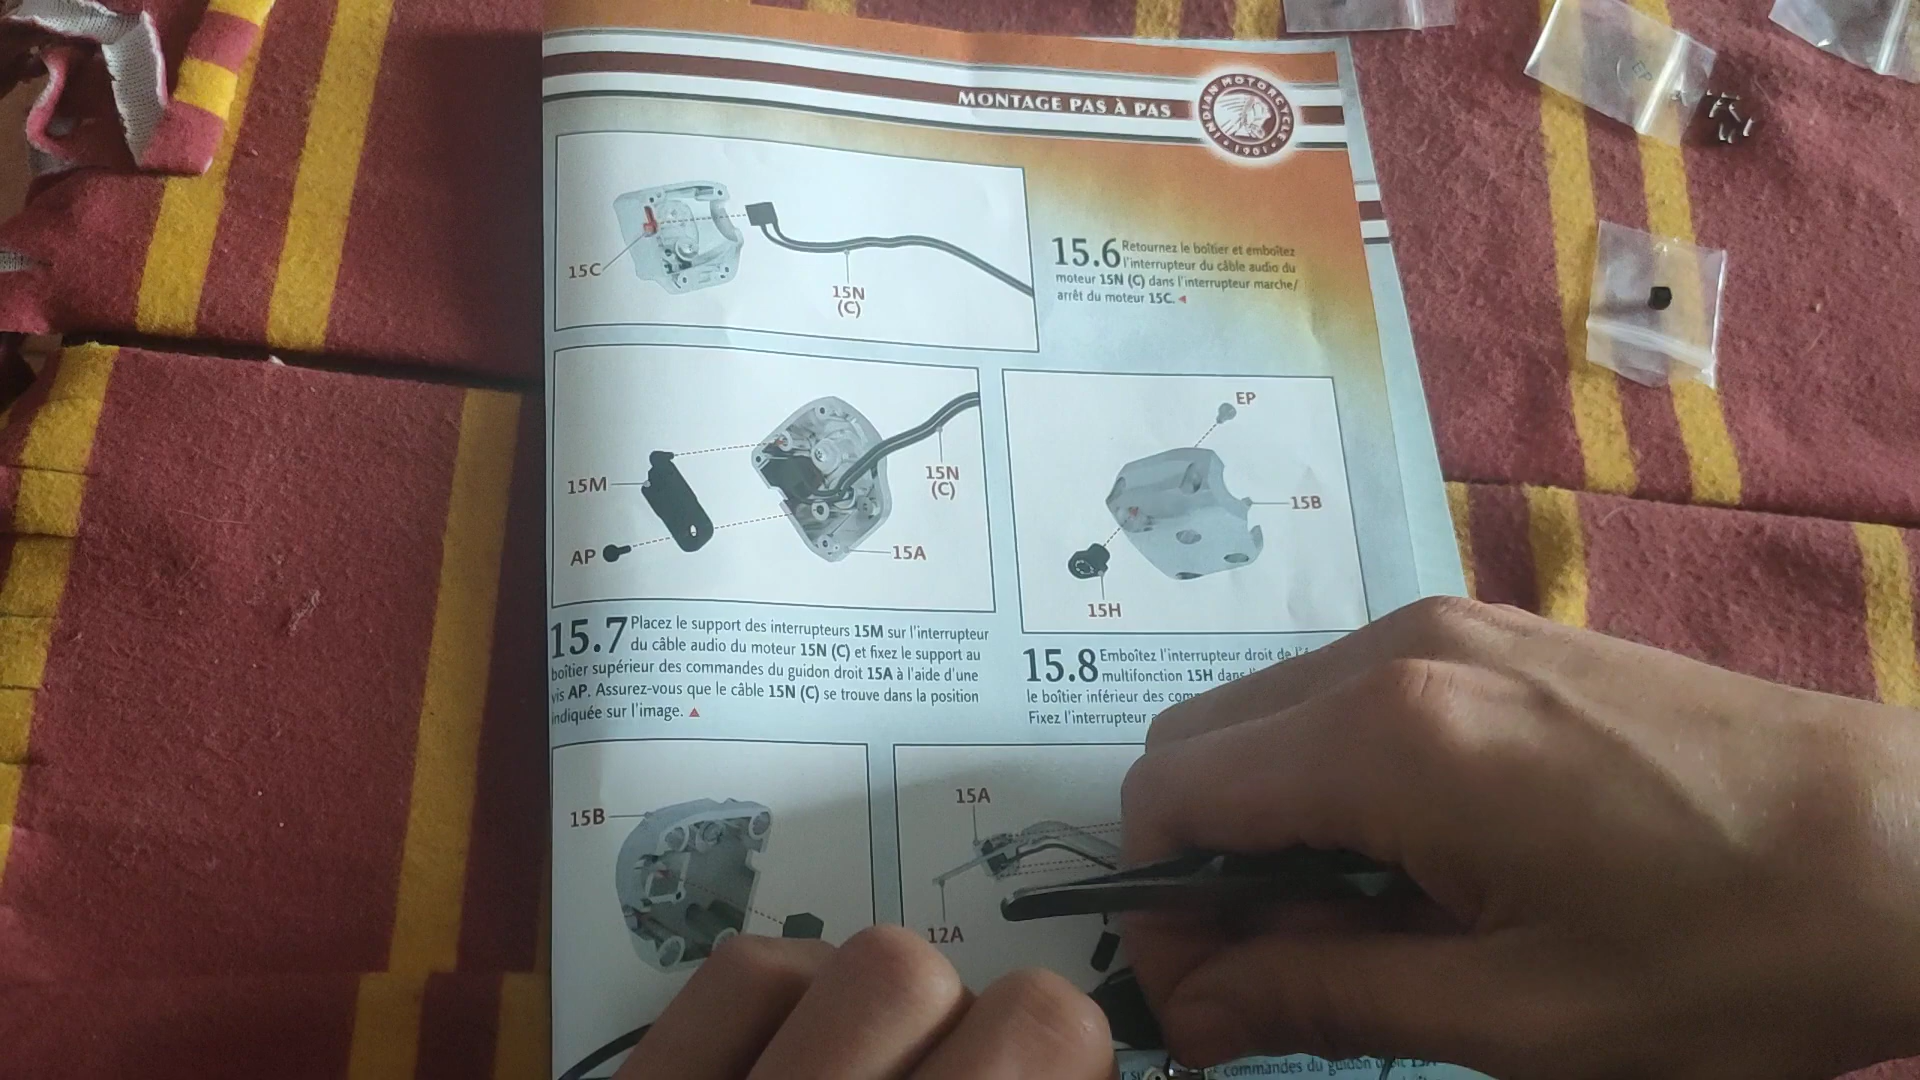 MONTAGE PAS À PAS
INDIAN MOTORCYCLE
1901
15C
15N
(C)
15.6 Retournez le boîtier et emboîtez
l'interrupteur du câble audio du
moteur 15N (C) dans l'interrupteur marche/
arrêt du moteur 15C.
15M
AP
15N
(C)
15A
EP
15B
15H
15.7 Placez le support des interrupteurs 15M sur l'interrupteur
du câble audio du moteur 15N (C) et fixez le support au
boîtier supérieur des commandes du guidon droit 15A à l'aide d'une
vis AP. Assurez-vous que le câble 15N (C) se trouve dans la position
indiquée sur l'image.
15.8 Emboîtez l'interrupteur droit de
multifonction 15H dans
le boîtier inférieur des
Fixez l'interrupteur
15B
15A
12A
commandes du guidon
EP